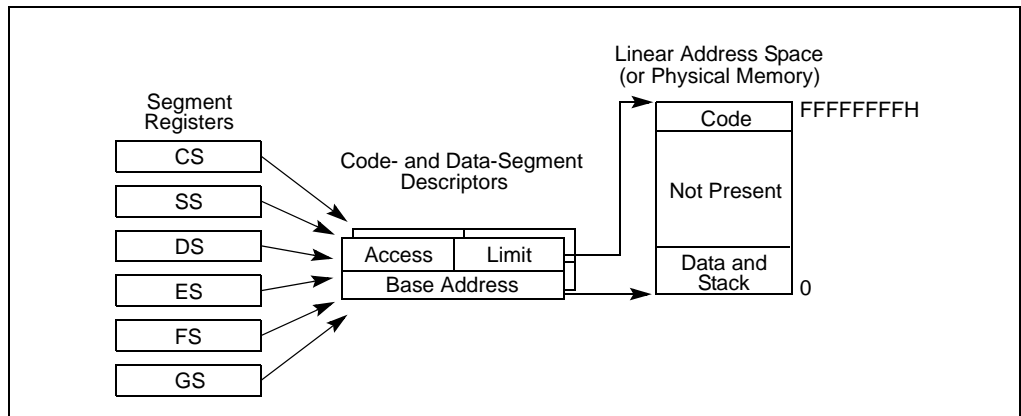 Linear Address Space
(or Physical Memory)
Segment
Registers
FFFFFFFFH
Code
CS
Code- and Data-Segment
Descriptors
Not Present
SS
DS
Access
Limit
Data and
Stack
ES
Base Address
0
FS
GS